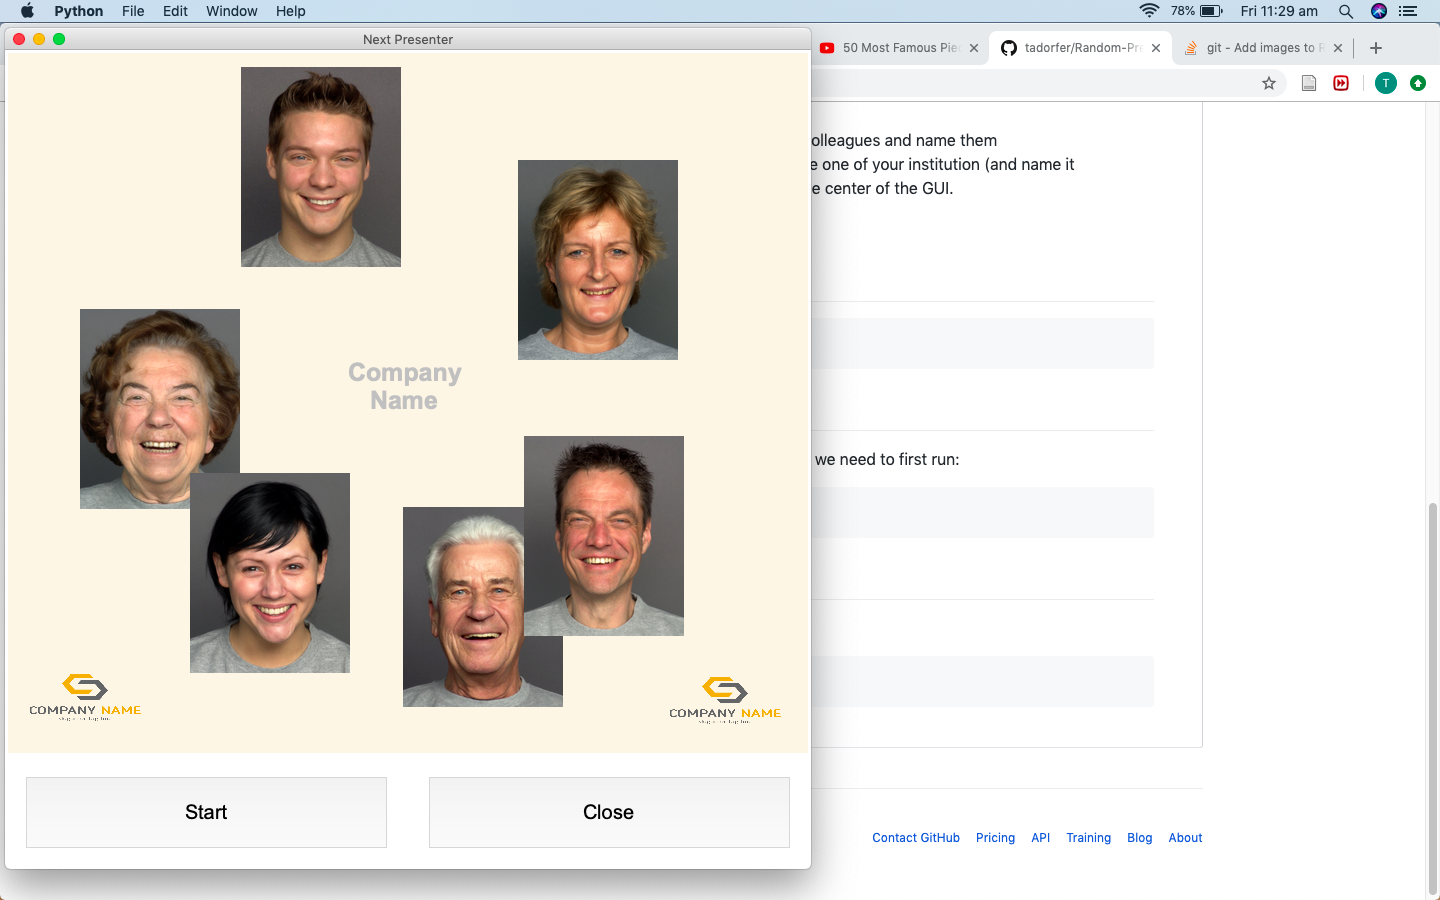 Python File Edit Window Help 78% Fri 11:29 am
Next Presenter
50 Most Famous Pie
tadorfer/Random-Pre
git - Add images to R
T
olleagues and name them
e one of your institution (and name it
e center of the GUI.
Company
Name
we need to first run:
COMPANY NAME
COMPANY NAME
Start
Close
Contact GitHub Pricing API Training Blog About